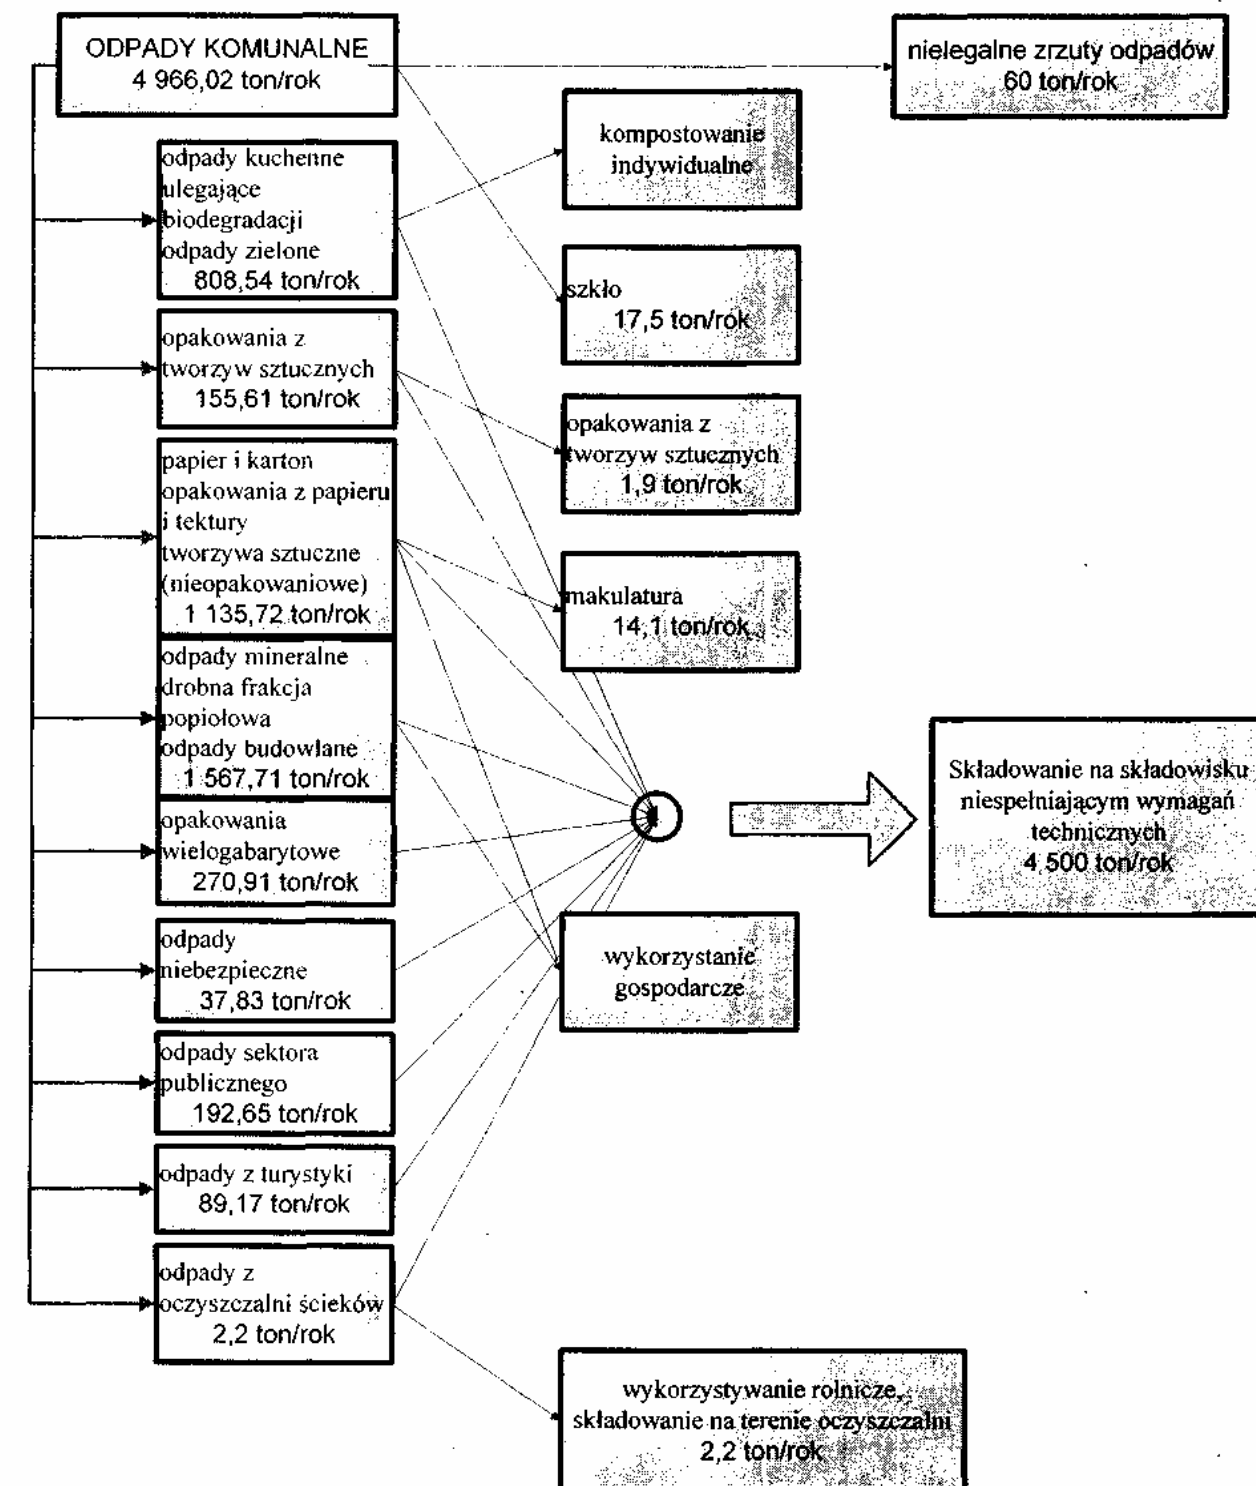 ODPADY KOMUNALNE
4 966,02 ton/rok
nielegalne zrzuty odpadów
60 ton/rok
odpady kuchenne
ulegające
biodegradacji
odpady zielone
808,54 ton/rok
kompostowanie
indywidualne
szkło
17,5 ton/rok
opakowania z
tworzyw sztucznych
155,61 ton/rok
opakowania z
tworzyw sztucznych
1,9 ton/rok
papier i karton
opakowania z papieru
i tektury
tworzywa sztuczne
(nieopakowaniowe)
1 135,72 ton/rok
makulatura
14,1 ton/rok
odpady mineralne
drobna frakcja
popiołowa
odpady budowlane
1 567,71 ton/rok
Składowanie na składowisku
niespełniającym wymagań
technicznych
4 500 ton/rok
opakowania
wielogabarytowe
270,91 ton/rok
odpady
niebezpieczne
37,83 ton/rok
wykorzystanie
gospodarcze
odpady sektora
publicznego
192,65 ton/rok
odpady z turystyki
89,17 ton/rok
odpady z
oczyszczalni ścieków
2,2 ton/rok
wykorzystywanie rolnicze,
składowanie na terenie oczyszczalni
2,2 ton/rok